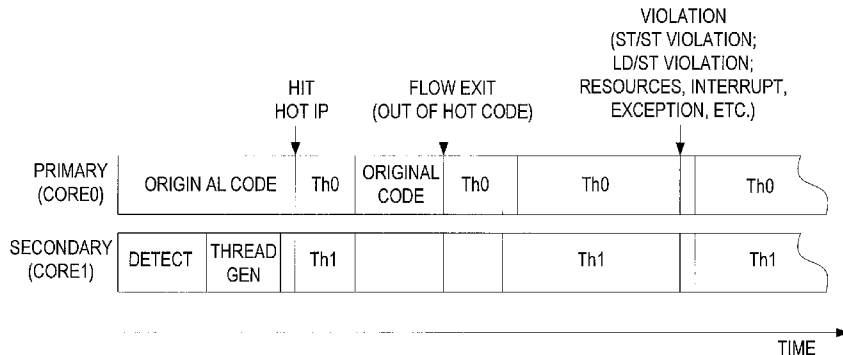 VIOLATION
(ST/ST VIOLATION;
LD/ST VIOLATION;
RESOURCES, INTERRUPT,
EXCEPTION, ETC.)
HIT
HOT IP
FLOW EXIT
(OUT OF HOT CODE)
PRIMARY
(CORE0)
ORIGIN AL CODE
Th0
ORIGINAL
CODE
Th0
Th0
Th0
SECONDARY
(CORE1)
DETECT
THREAD
GEN
Th1
Th1
Th1
TIME